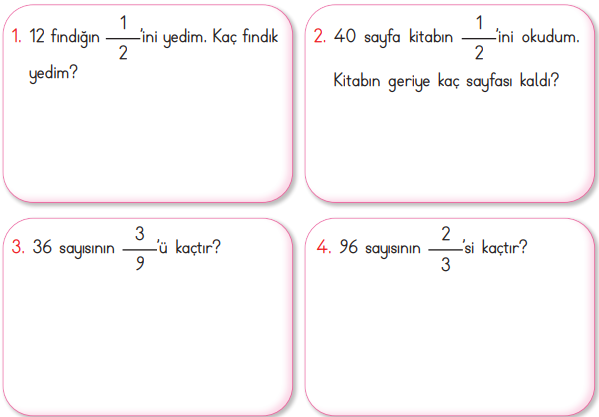 1. 12 fındığın 1/2 'ini yedim. Kaç fındık
yedim?
2. 40 sayfa kitabın 1/2 'ini okudum.
Kitabın geriye kaç sayfası kaldı?
3. 36 sayısının 3/9 'ü kaçtır?
4. 96 sayısının 2/3 'si kaçtır?